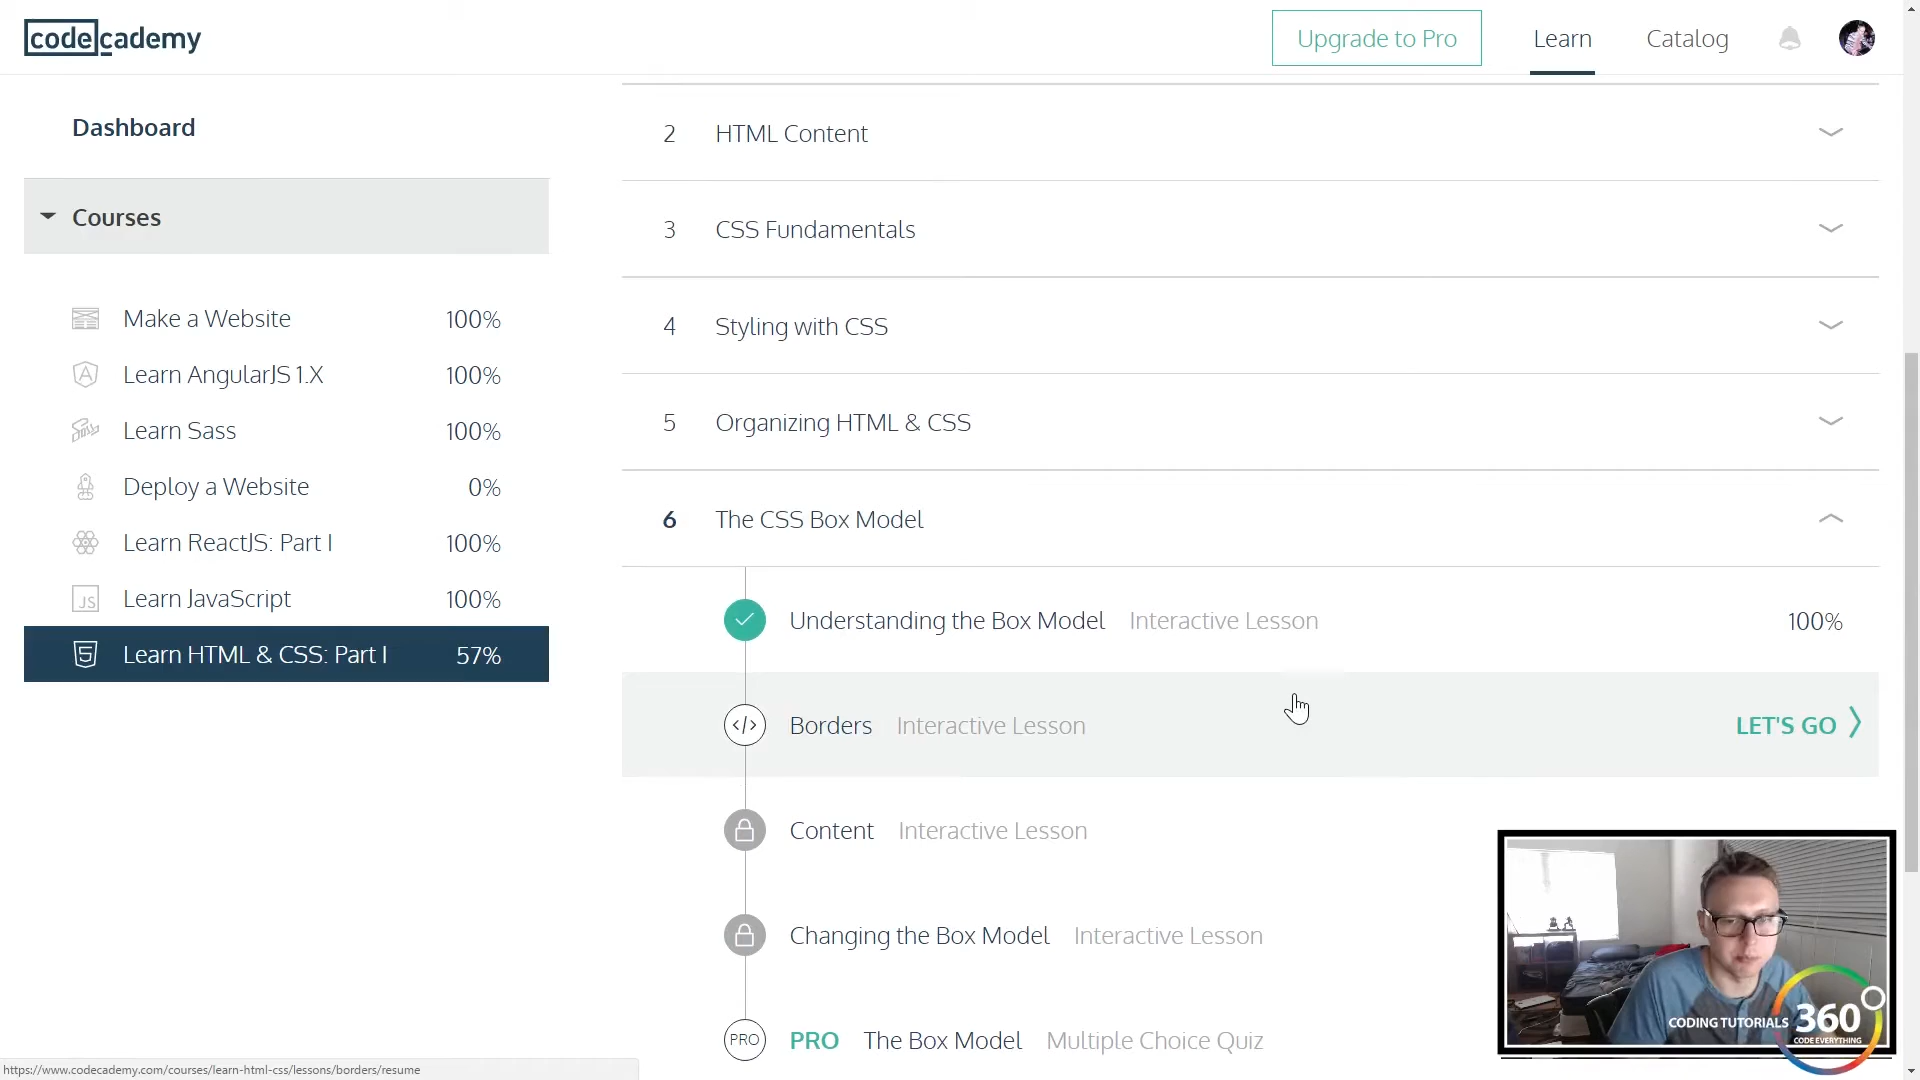 codecademy
Upgrade to Pro
Learn
Catalog
Dashboard
Courses
Make a Website 100%
Learn AngularJS 1.X 100%
Learn Sass 100%
Deploy a Website 0%
Learn ReactJS: Part I 100%
JS Learn JavaScript 100%
Learn HTML & CSS: Part I 57%
2 HTML Content
3 CSS Fundamentals
4 Styling with CSS
5 Organizing HTML & CSS
6 The CSS Box Model
Understanding the Box Model Interactive Lesson 100%
</> Borders Interactive Lesson LET'S GO
Content Interactive Lesson
Changing the Box Model Interactive Lesson
PRO PRO The Box Model Multiple Choice Quiz
CODING TUTORIALS 360
CODE EVERYTHING
https://www.codecademy.com/courses/learn-html-css/lessons/borders/resume